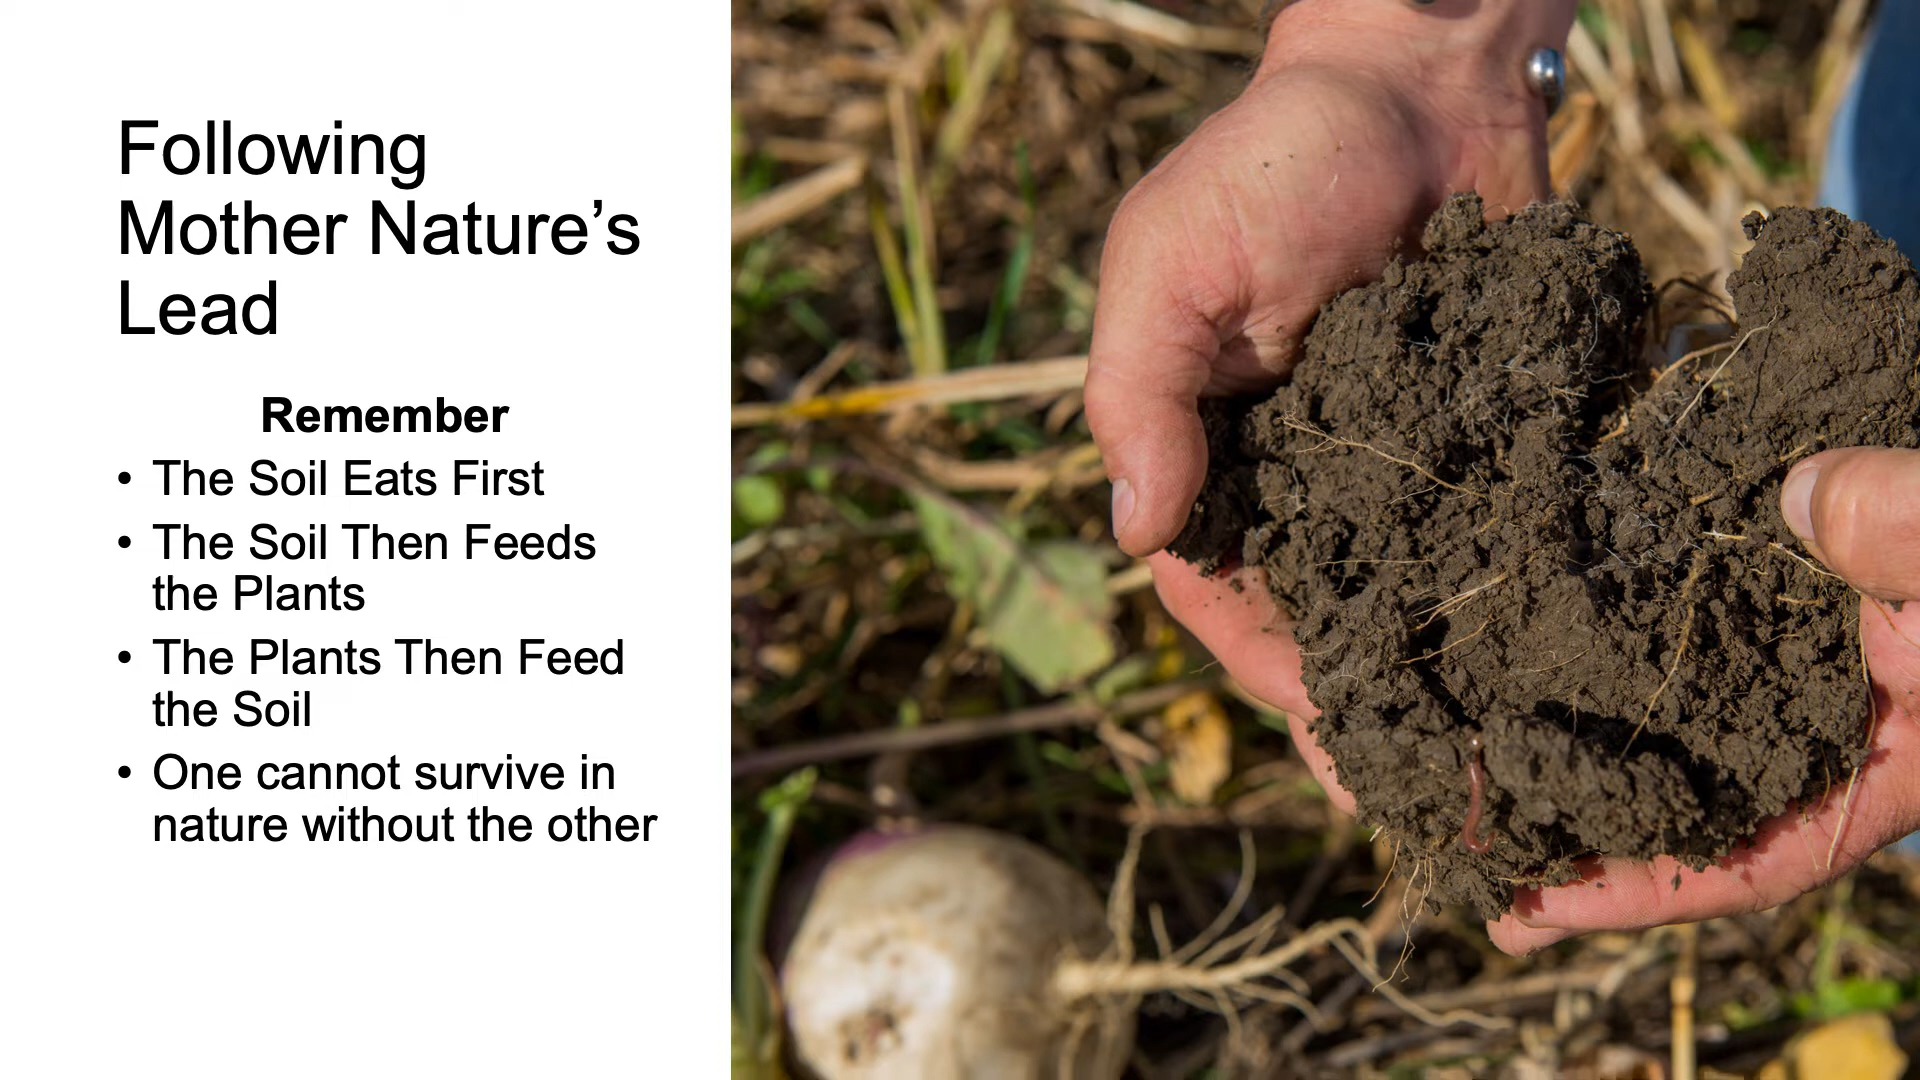 Following
Mother Nature’s
Lead
Remember
• The Soil Eats First
• The Soil Then Feeds
the Plants
• The Plants Then Feed
the Soil
• One cannot survive in
nature without the other